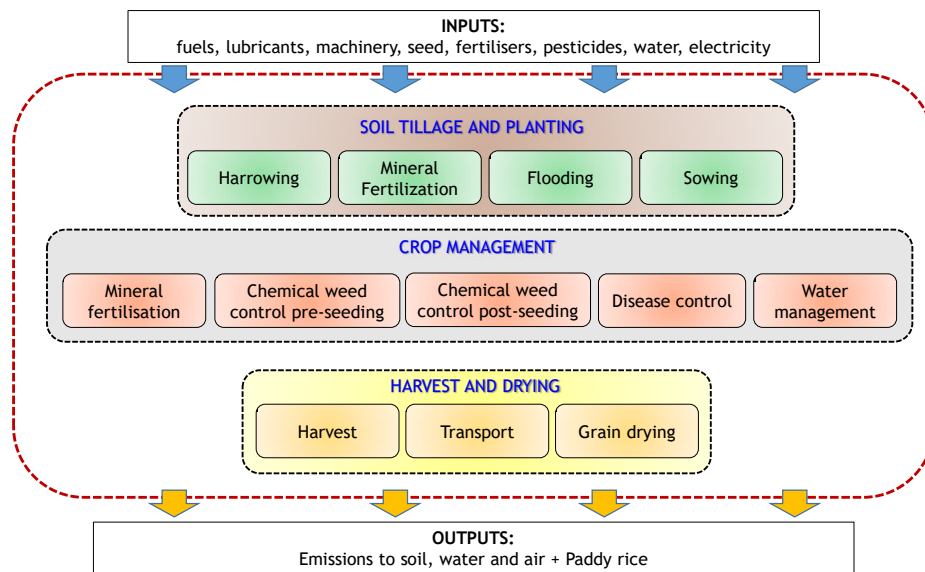 INPUTS:
fuels, lubricants, machinery, seed, fertilisers, pesticides, water, electricity
SOIL TILLAGE AND PLANTING
Harrowing
Mineral
Fertilization
Flooding
Sowing
CROP MANAGEMENT
Mineral
fertilisation
Chemical weed
control pre-seeding
Chemical weed
control post-seeding
Disease control
Water
management
HARVEST AND DRYING
Harvest
Transport
Grain drying
OUTPUTS:
Emissions to soil, water and air + Paddy rice